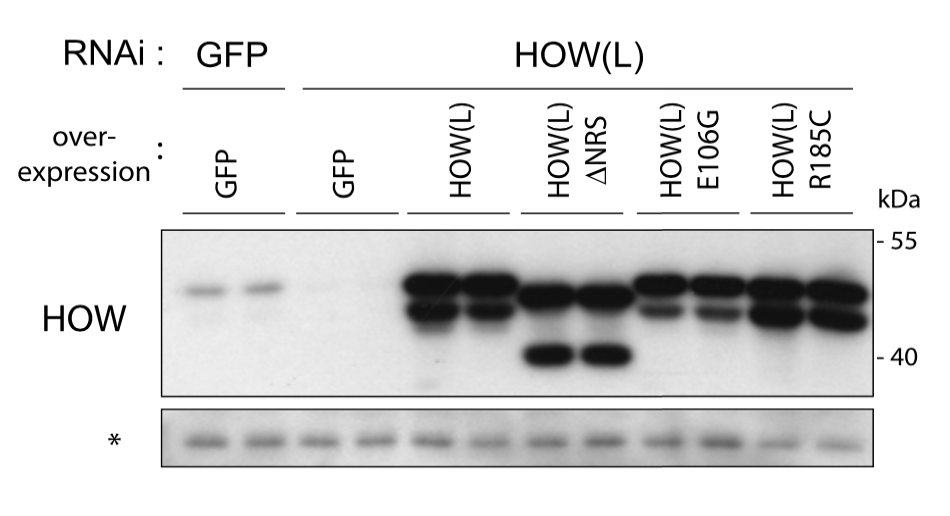 RNAi : GFP HOW(L)
over-
expression :
GFP
GFP
HOW(L)
HOW(L)
ΔNRS
HOW(L)
E106G
HOW(L)
R185C
kDa
- 55
HOW
- 40
*